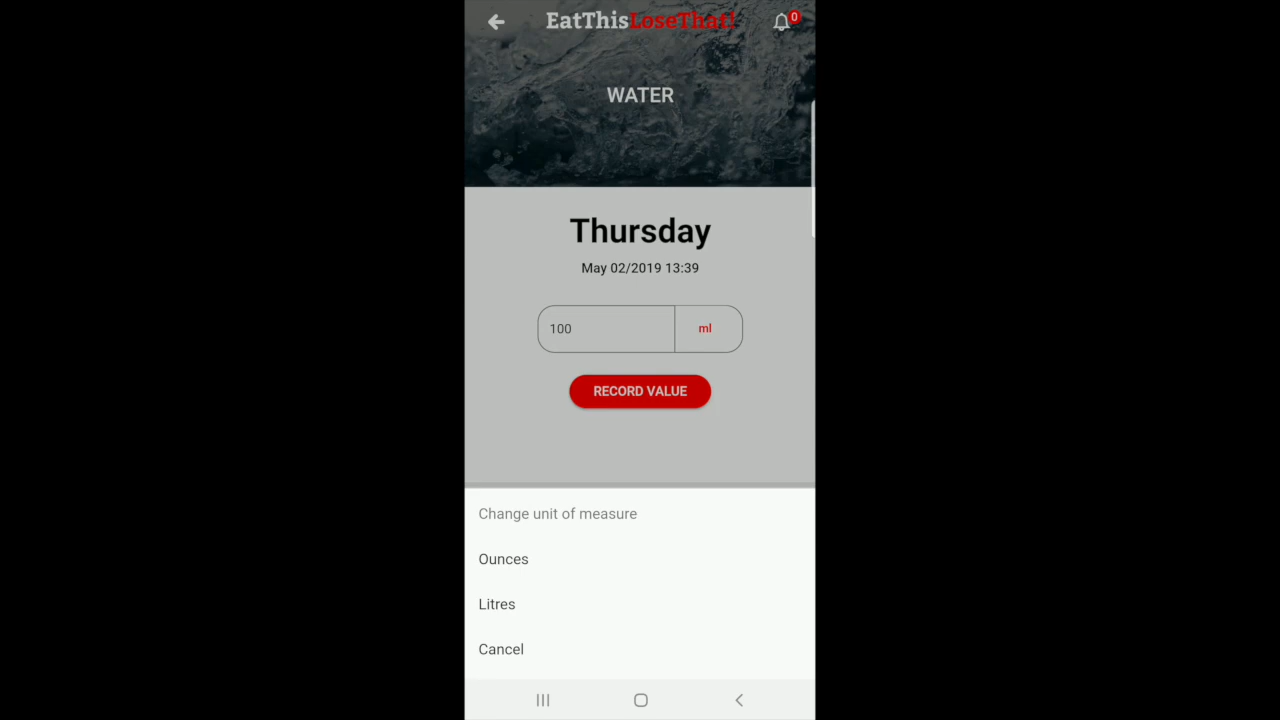 EatThisLoseThat!
0
WATER
Thursday
May 02/2019 13:39
100
ml
RECORD VALUE
Change unit of measure
Ounces
Litres
Cancel